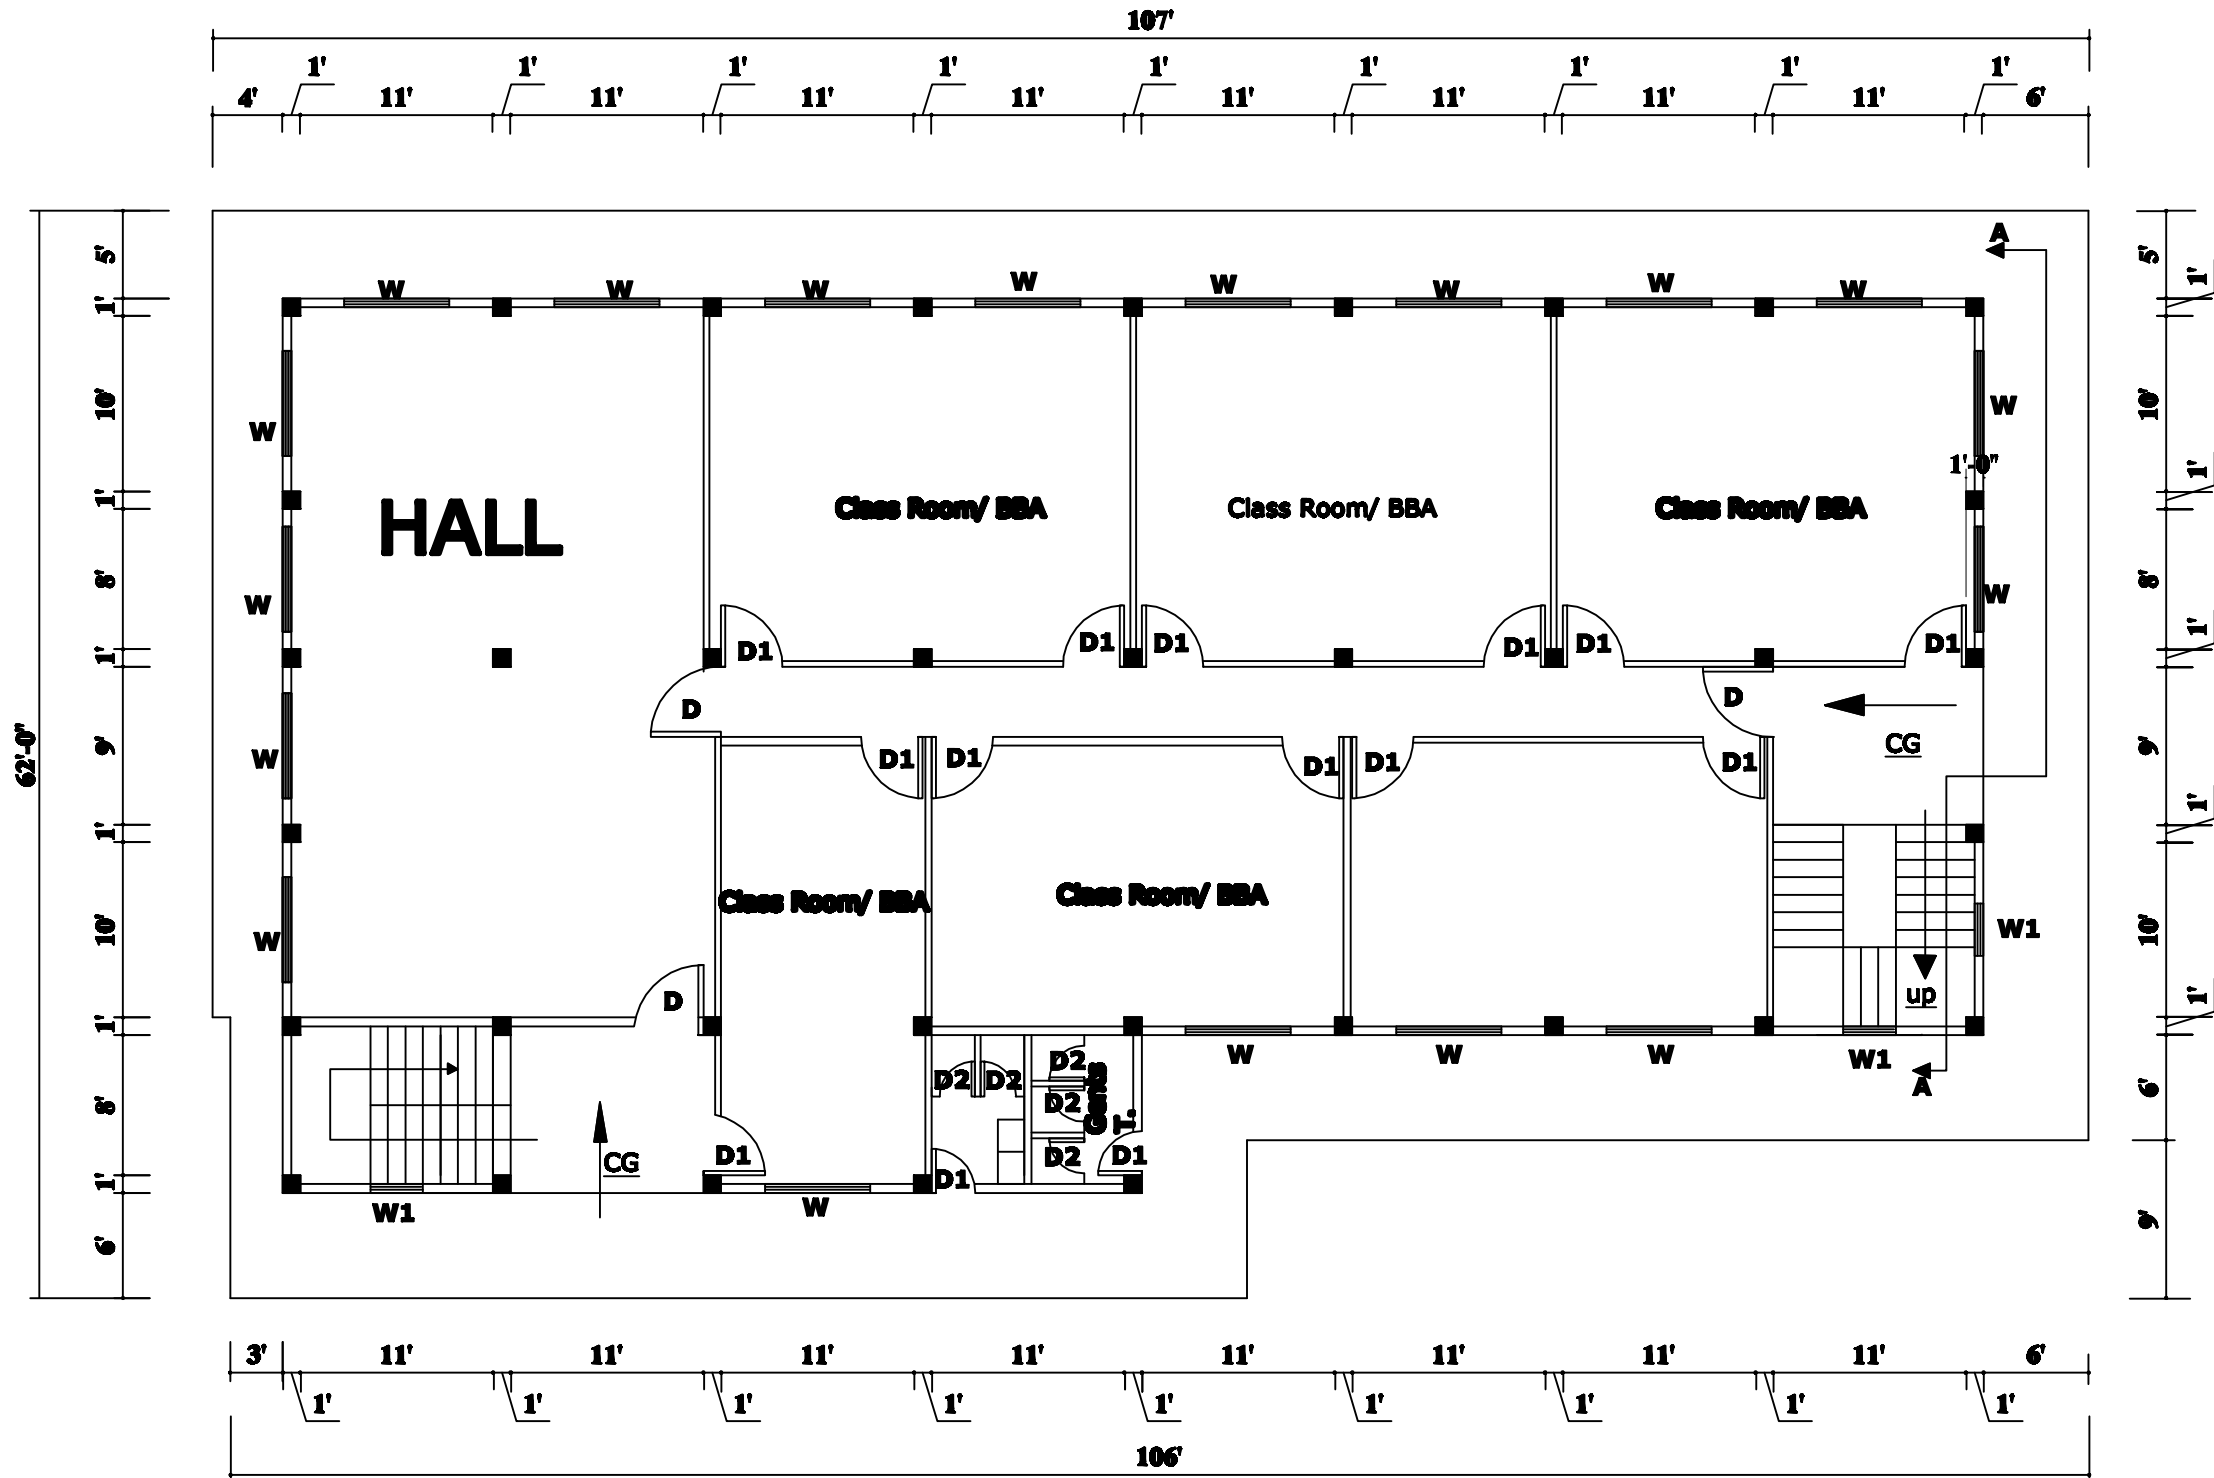 107'
1' 1' 1' 1' 1' 1' 1' 1' 1'
4' 11' 11' 11' 11' 11' 11' 11' 11' 6'
A
5' 5'
W W W W W W W W
1' 1'
10' 10'
W W
1'-0"
1' 1'
HALL Class Room/ BBA Class Room/ BBA Class Room/ BBA
8' 8'
W W
1' D1 D1 D1 D1 D1 D1 1'
D D
62'-0"
9' CG 9'
W D1 D1 D1 D1 D1
1' 1'
Class Room/ BBA Class Room/ BBA
10' W W1 10'
up
1' D 1'
W W W W1
D2
D2 D2 A
8' D2 Gents 6'
T.
CG D1 D2 D1
1' D1
W1 W
6' 9'
3' 11' 11' 11' 11' 11' 11' 11' 11' 6'
1' 1' 1' 1' 1' 1' 1' 1' 1'
106'